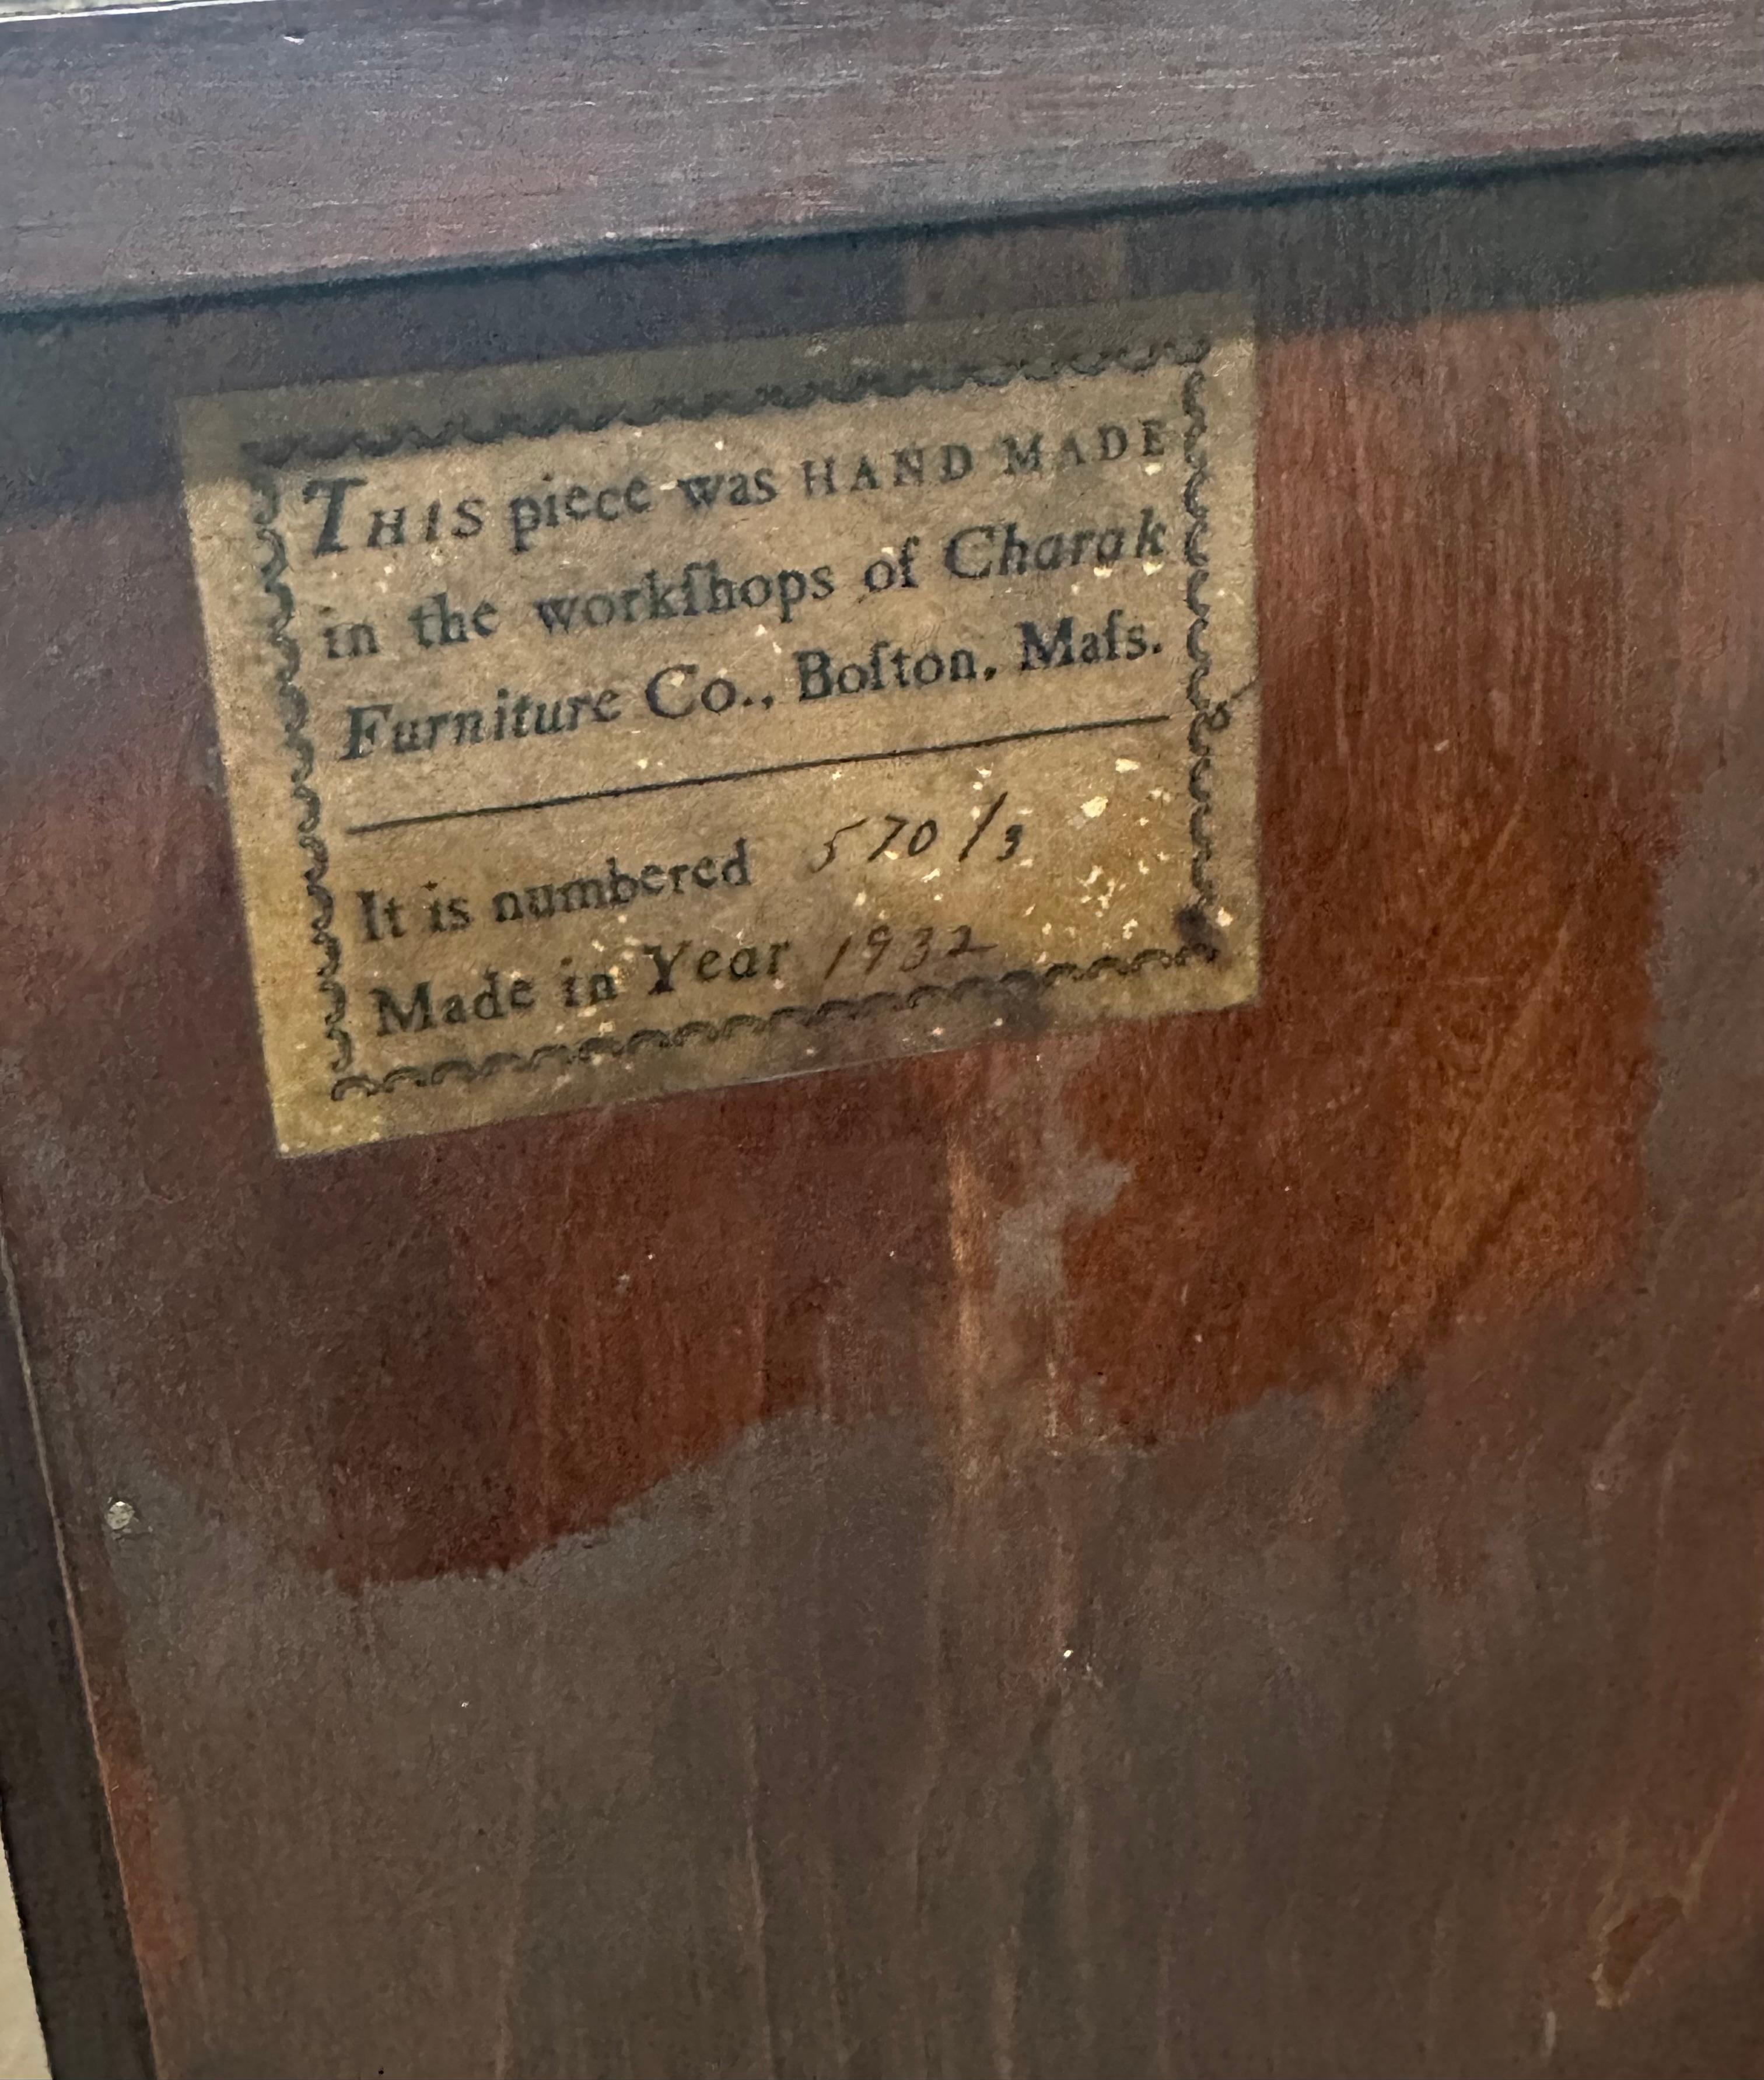 THIS piece was HAND MADE
in the workſhops of Charak
Furniture Co., Boſton, Maſs.
It is numbered 570/3
Made in Year 1932